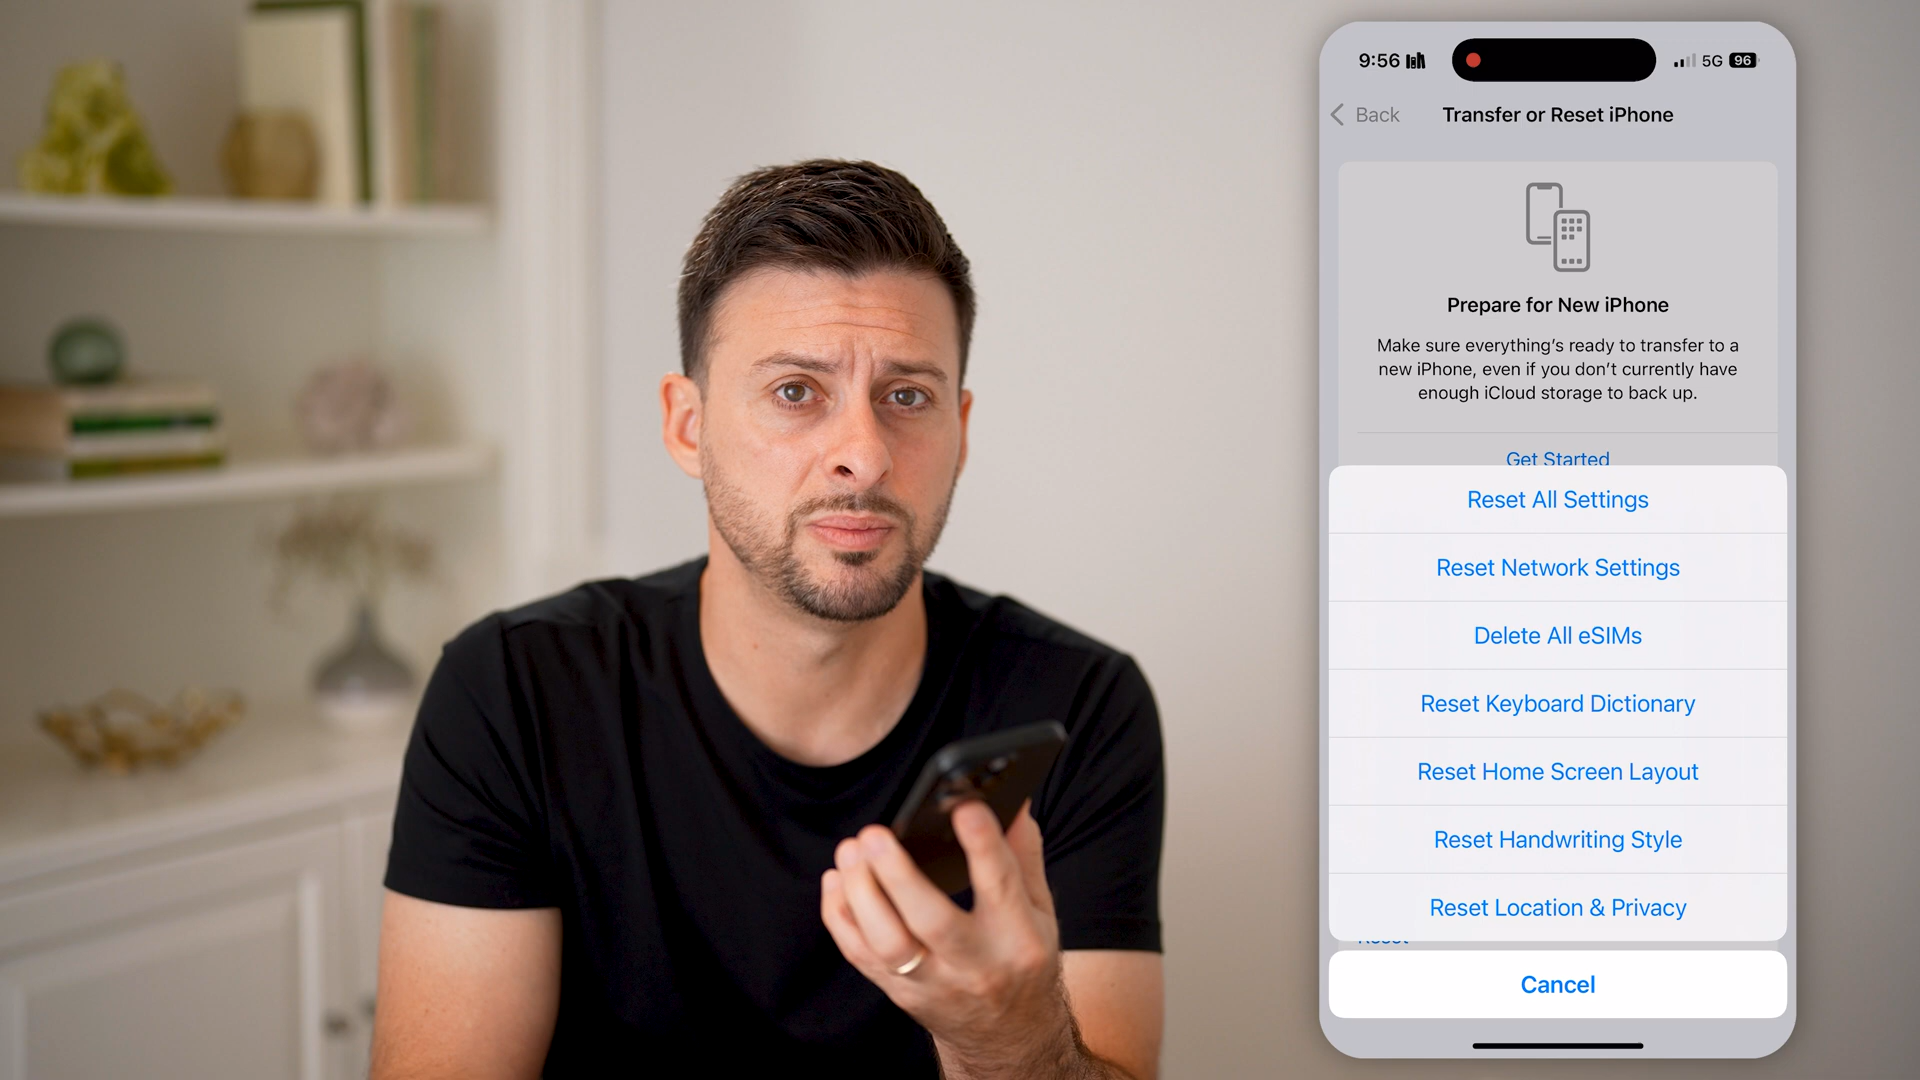 9:56
5G
96
Back
Transfer or Reset iPhone
Prepare for New iPhone
Make sure everything's ready to transfer to a
new iPhone, even if you don't currently have
enough iCloud storage to back up.
Get Started
Reset All Settings
Reset Network Settings
Delete All eSIMs
Reset Keyboard Dictionary
Reset Home Screen Layout
Reset Handwriting Style
Reset Location & Privacy
Reset
Cancel